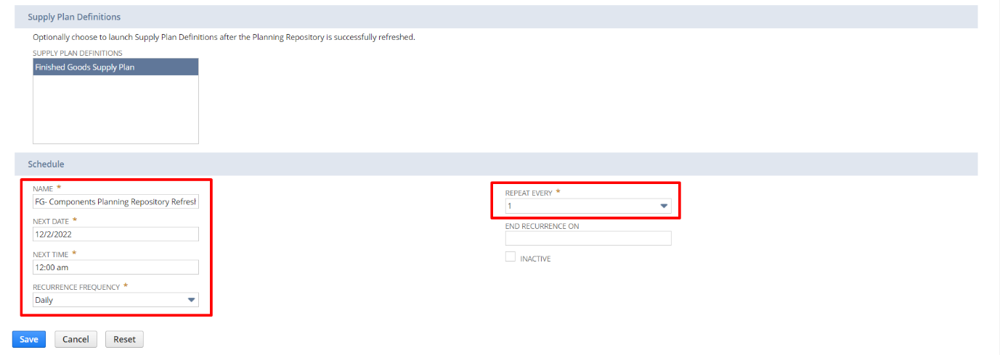 Supply Plan Definitions
Optionally choose to launch Supply Plan Definitions after the Planning Repository is successfully refreshed.
SUPPLY PLAN DEFINITIONS
Finished Goods Supply Plan
Schedule
NAME *
FG- Components Planning Repository Refresh
NEXT DATE *
12/2/2022
NEXT TIME *
12:00 am
RECURRENCE FREQUENCY *
Daily
REPEAT EVERY *
1
END RECURRENCE ON
INACTIVE
Save Cancel Reset